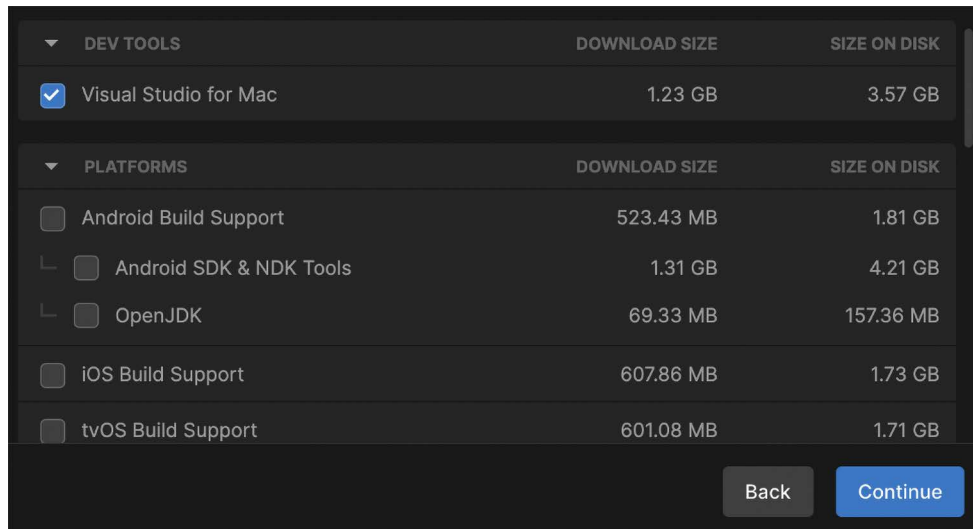 DEV TOOLS DOWNLOAD SIZE SIZE ON DISK
Visual Studio for Mac 1.23 GB 3.57 GB
PLATFORMS DOWNLOAD SIZE SIZE ON DISK
Android Build Support 523.43 MB 1.81 GB
Android SDK & NDK Tools 1.31 GB 4.21 GB
OpenJDK 69.33 MB 157.36 MB
iOS Build Support 607.86 MB 1.73 GB
tvOS Build Support 601.08 MB 1.71 GB
Back Continue